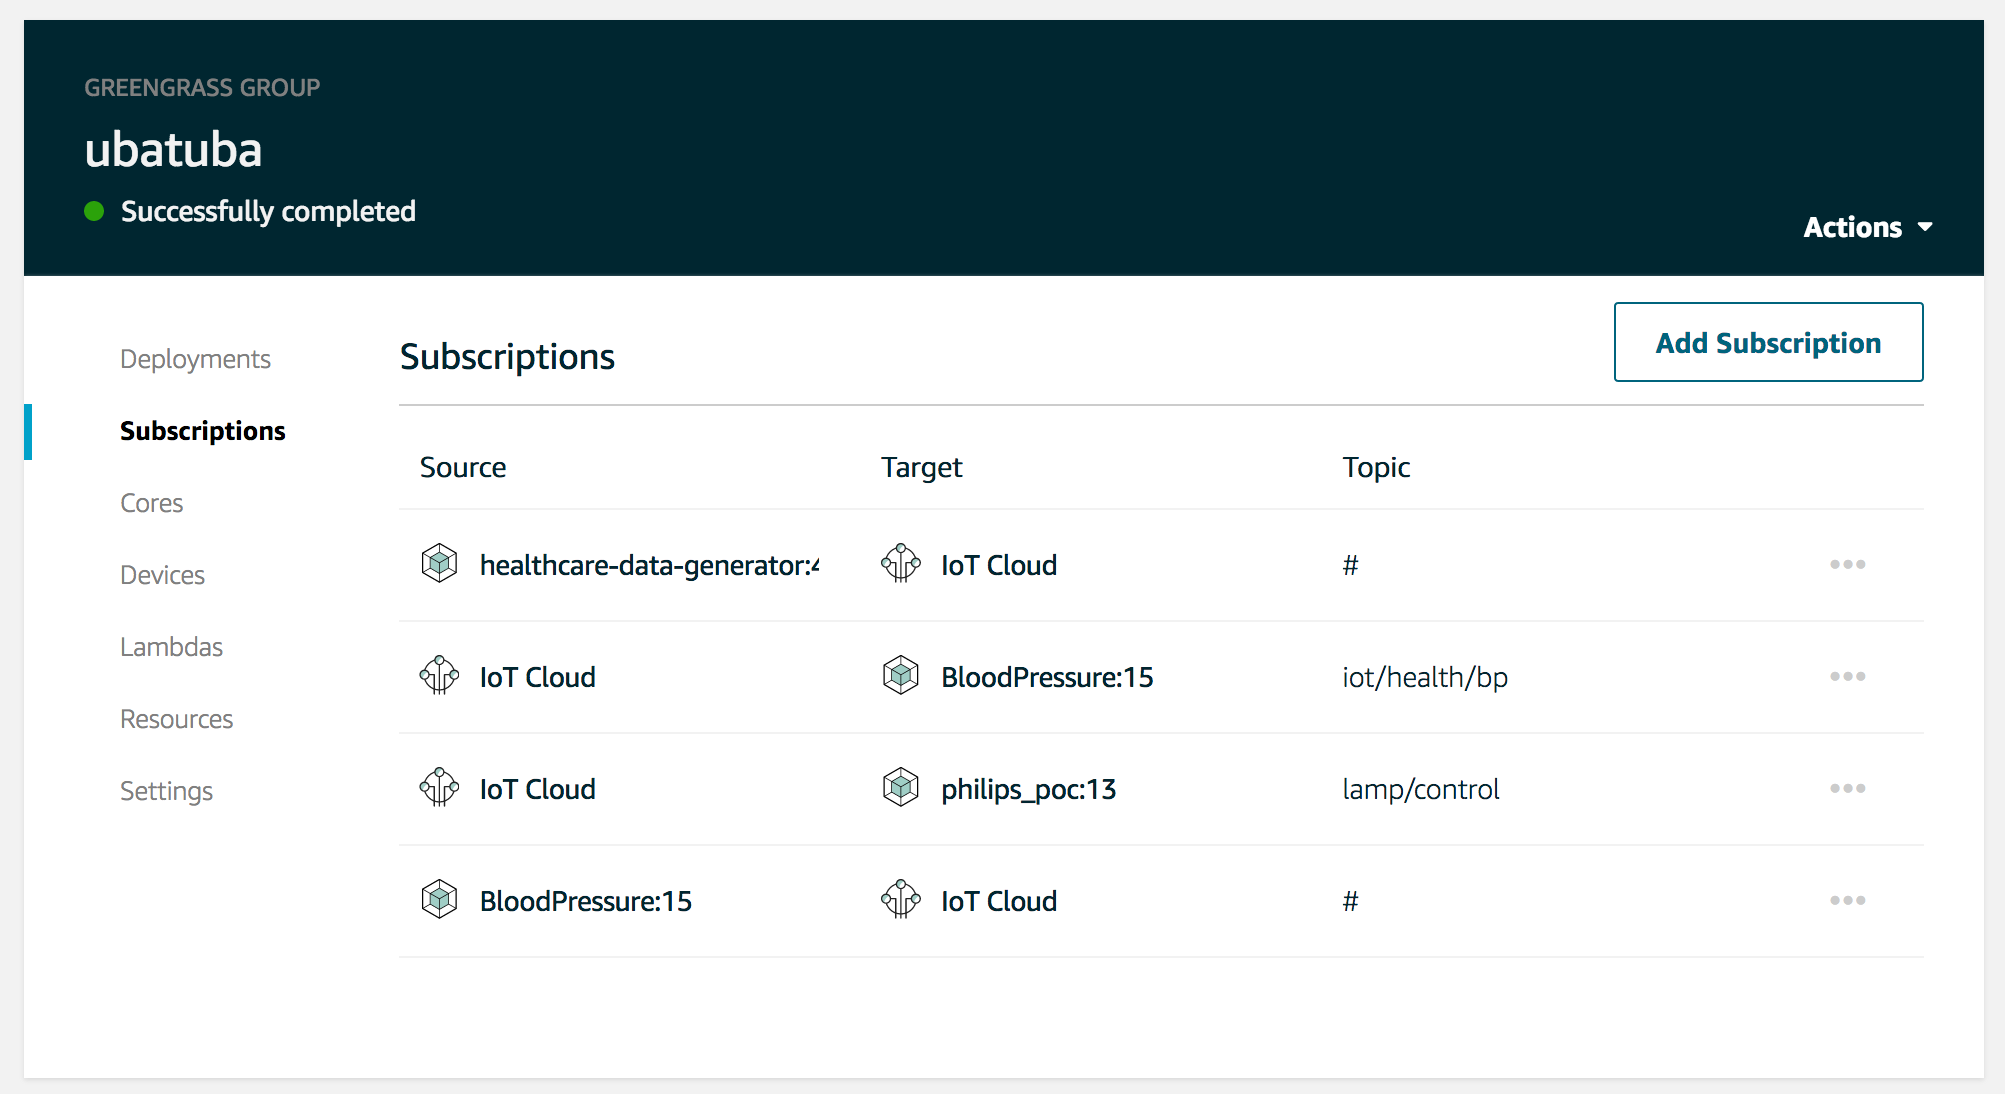 GREENGRASS GROUP
ubatuba
Successfully completed
Actions
Deployments
Subscriptions
Cores
Devices
Lambdas
Resources
Settings
Subscriptions
Add Subscription
Source Target Topic
healthcare-data-generator:4 IoT Cloud #
IoT Cloud BloodPressure:15 iot/health/bp
IoT Cloud philips_poc:13 lamp/control
BloodPressure:15 IoT Cloud #